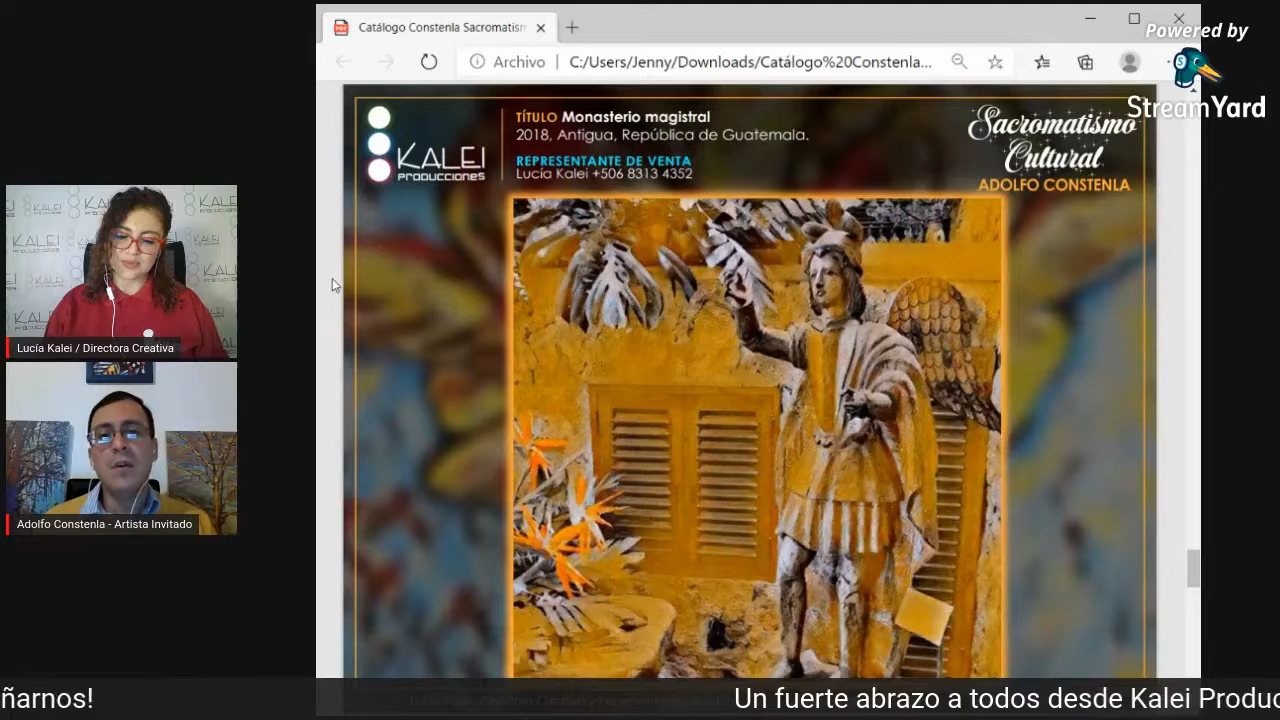 Catálogo Constenla Sacromatism
Archivo
C:/Users/Jenny/Downloads/Catálogo%20Constenla...
Powered by
StreamYard
KALEI
PRODUCCIONES
TÍTULO Monasterio magistral
2018, Antigua, República de Guatemala.
REPRESENTANTE DE VENTA
Lucía Kalei +506 8313 4352
Sacromatismo
Cultural
ADOLFO CONSTENLA
Lucía Kalei / Directora Creativa
Adolfo Constenla - Artista Invitado
ñarnos!
Un fuerte abrazo a todos desde Kalei Produc